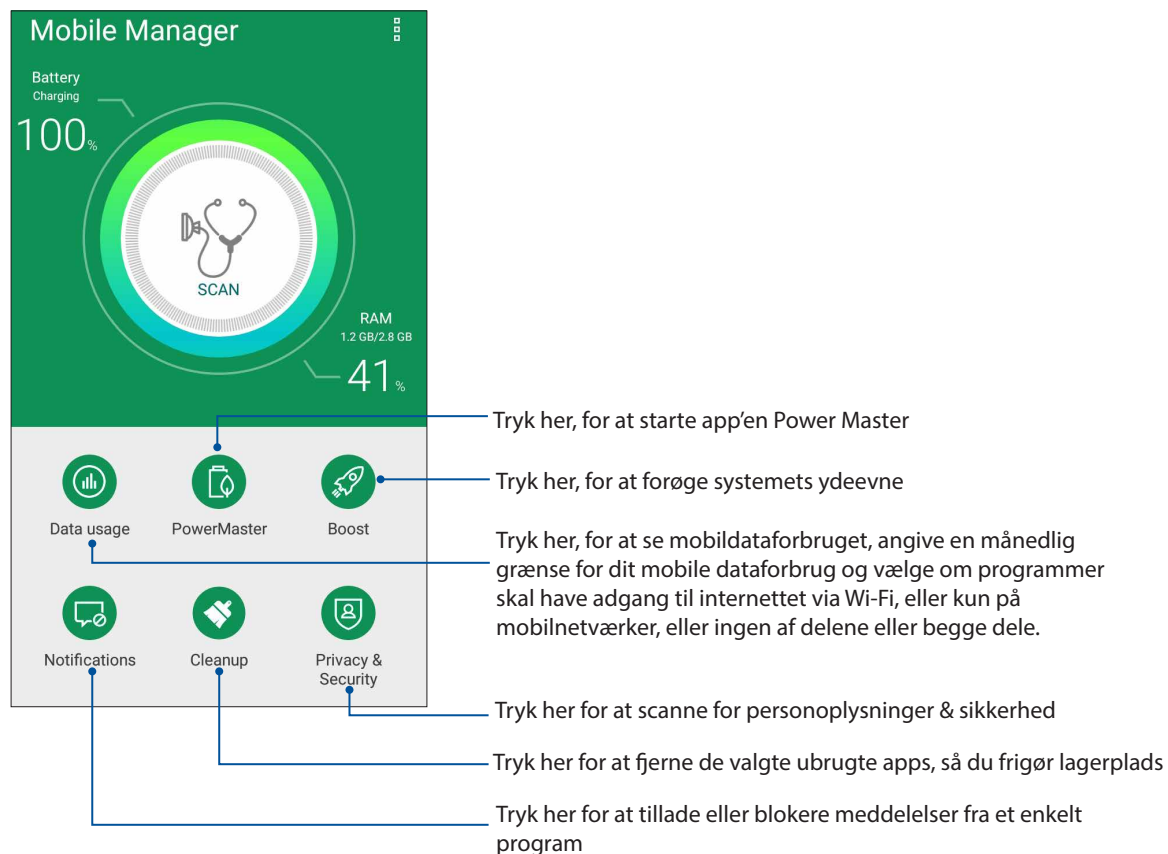 Mobile Manager
Battery
Charging
100%
SCAN
RAM
1.2 GB/2.8 GB
41%
Tryk her, for at starte app'en Power Master
Tryk her, for at forøge systemets ydeevne
Data usage
PowerMaster
Boost
Tryk her, for at se mobildataforbruget, angive en månedlig
grænse for dit mobile dataforbrug og vælge om programmer
skal have adgang til internettet via Wi-Fi, eller kun på
mobilnetværker, eller ingen af delene eller begge dele.
Notifications
Cleanup
Privacy &
Security
Tryk her for at scanne for personoplysninger & sikkerhed
Tryk her for at fjerne de valgte ubrugte apps, så du frigør lagerplads
Tryk her for at tillade eller blokere meddelelser fra et enkelt
program